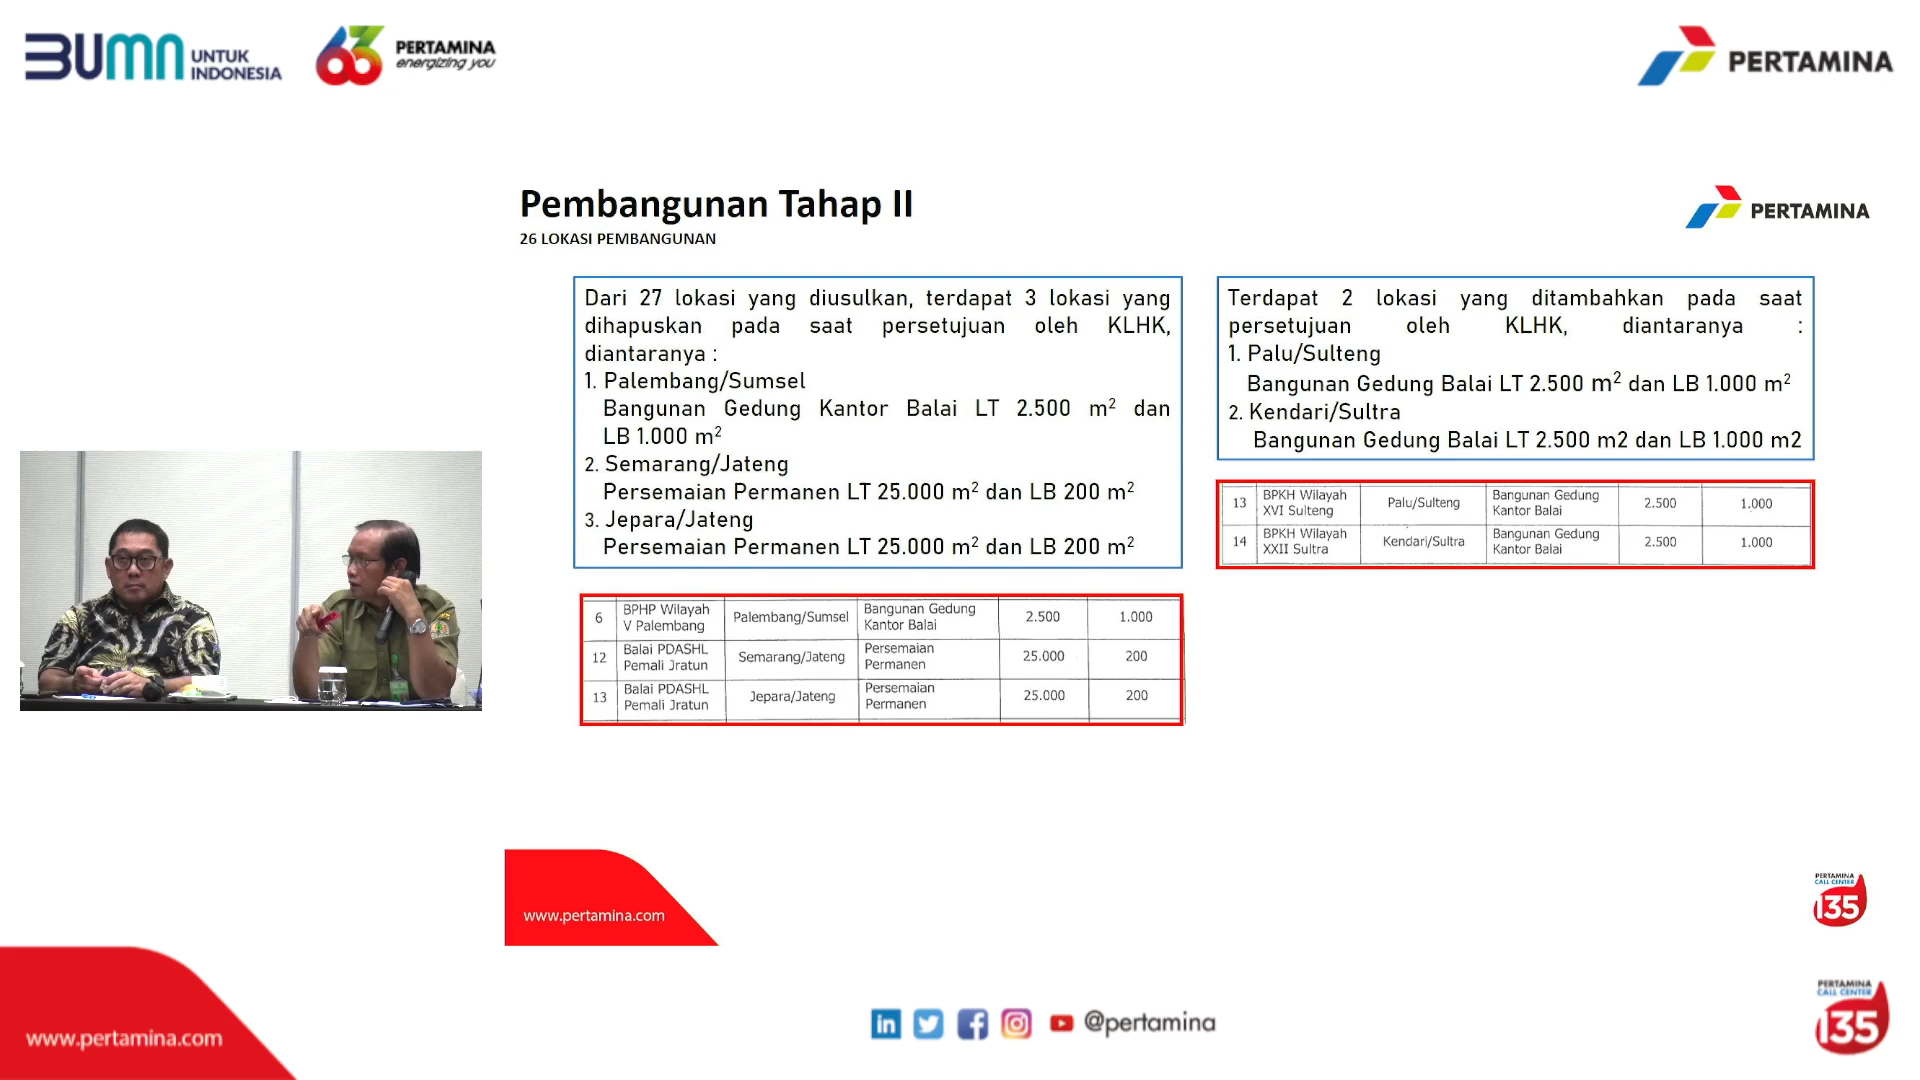 BUMN UNTUK INDONESIA
63 PERTAMINA
energizing you
PERTAMINA
Pembangunan Tahap II
26 LOKASI PEMBANGUNAN
PERTAMINA
Dari 27 lokasi yang diusulkan, terdapat 3 lokasi yang
dihapuskan pada saat persetujuan oleh KLHK,
diantaranya :
1. Palembang/Sumsel
Bangunan Gedung Kantor Balai LT 2.500 m² dan
LB 1.000 m²
2. Semarang/Jateng
Persemaian Permanen LT 25.000 m² dan LB 200 m²
3. Jepara/Jateng
Persemaian Permanen LT 25.000 m² dan LB 200 m²
Terdapat 2 lokasi yang ditambahkan pada saat
persetujuan oleh KLHK, diantaranya :
1. Palu/Sulteng
Bangunan Gedung Balai LT 2.500 m² dan LB 1.000 m²
2. Kendari/Sultra
Bangunan Gedung Balai LT 2.500 m2 dan LB 1.000 m2
13 BPKH Wilayah XVI Sulteng Palu/Sulteng Bangunan Gedung Kantor Balai 2.500 1.000
14 BPKH Wilayah XXII Sultra Kendari/Sultra Bangunan Gedung Kantor Balai 2.500 1.000
6 BPHP Wilayah V Palembang Palembang/Sumsel Bangunan Gedung Kantor Balai 2.500 1.000
12 Balai PDASHL Pemali Jratun Semarang/Jateng Persemaian Permanen 25.000 200
13 Balai PDASHL Pemali Jratun Jepara/Jateng Persemaian Permanen 25.000 200
www.pertamina.com
PERTAMINA
CALL CENTER
135
www.pertamina.com
@pertamina
PERTAMINA
CALL CENTER
135